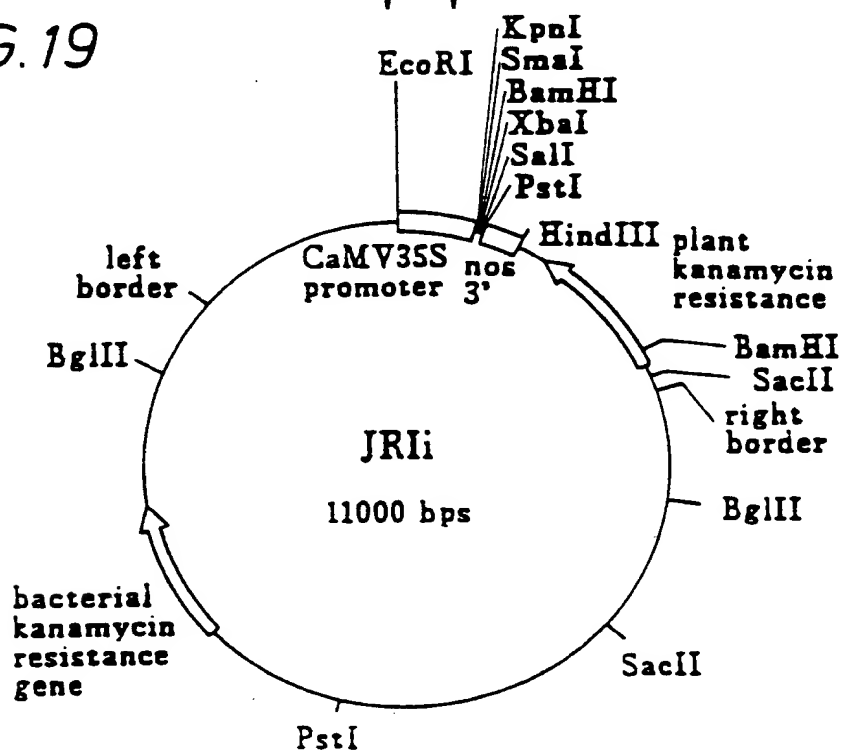 G. 19
EcoRI
KpnI
SmaI
BamHI
XbaI
SalI
PstI
HindIII
CaMV35S
promoter
nos
3'
plant
kanamycin
resistance
BamHI
SacII
right
border
BglII
SacII
PstI
bacterial
kanamycin
resistance
gene
BglII
left
border
JRIi
11000 bps